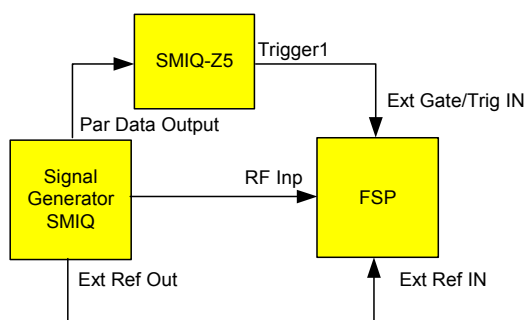 SMIQ-Z5
Trigger1
Par Data Output
Ext Gate/Trig IN
Signal
Generator
SMIQ
RF Inp
FSP
Ext Ref Out
Ext Ref IN